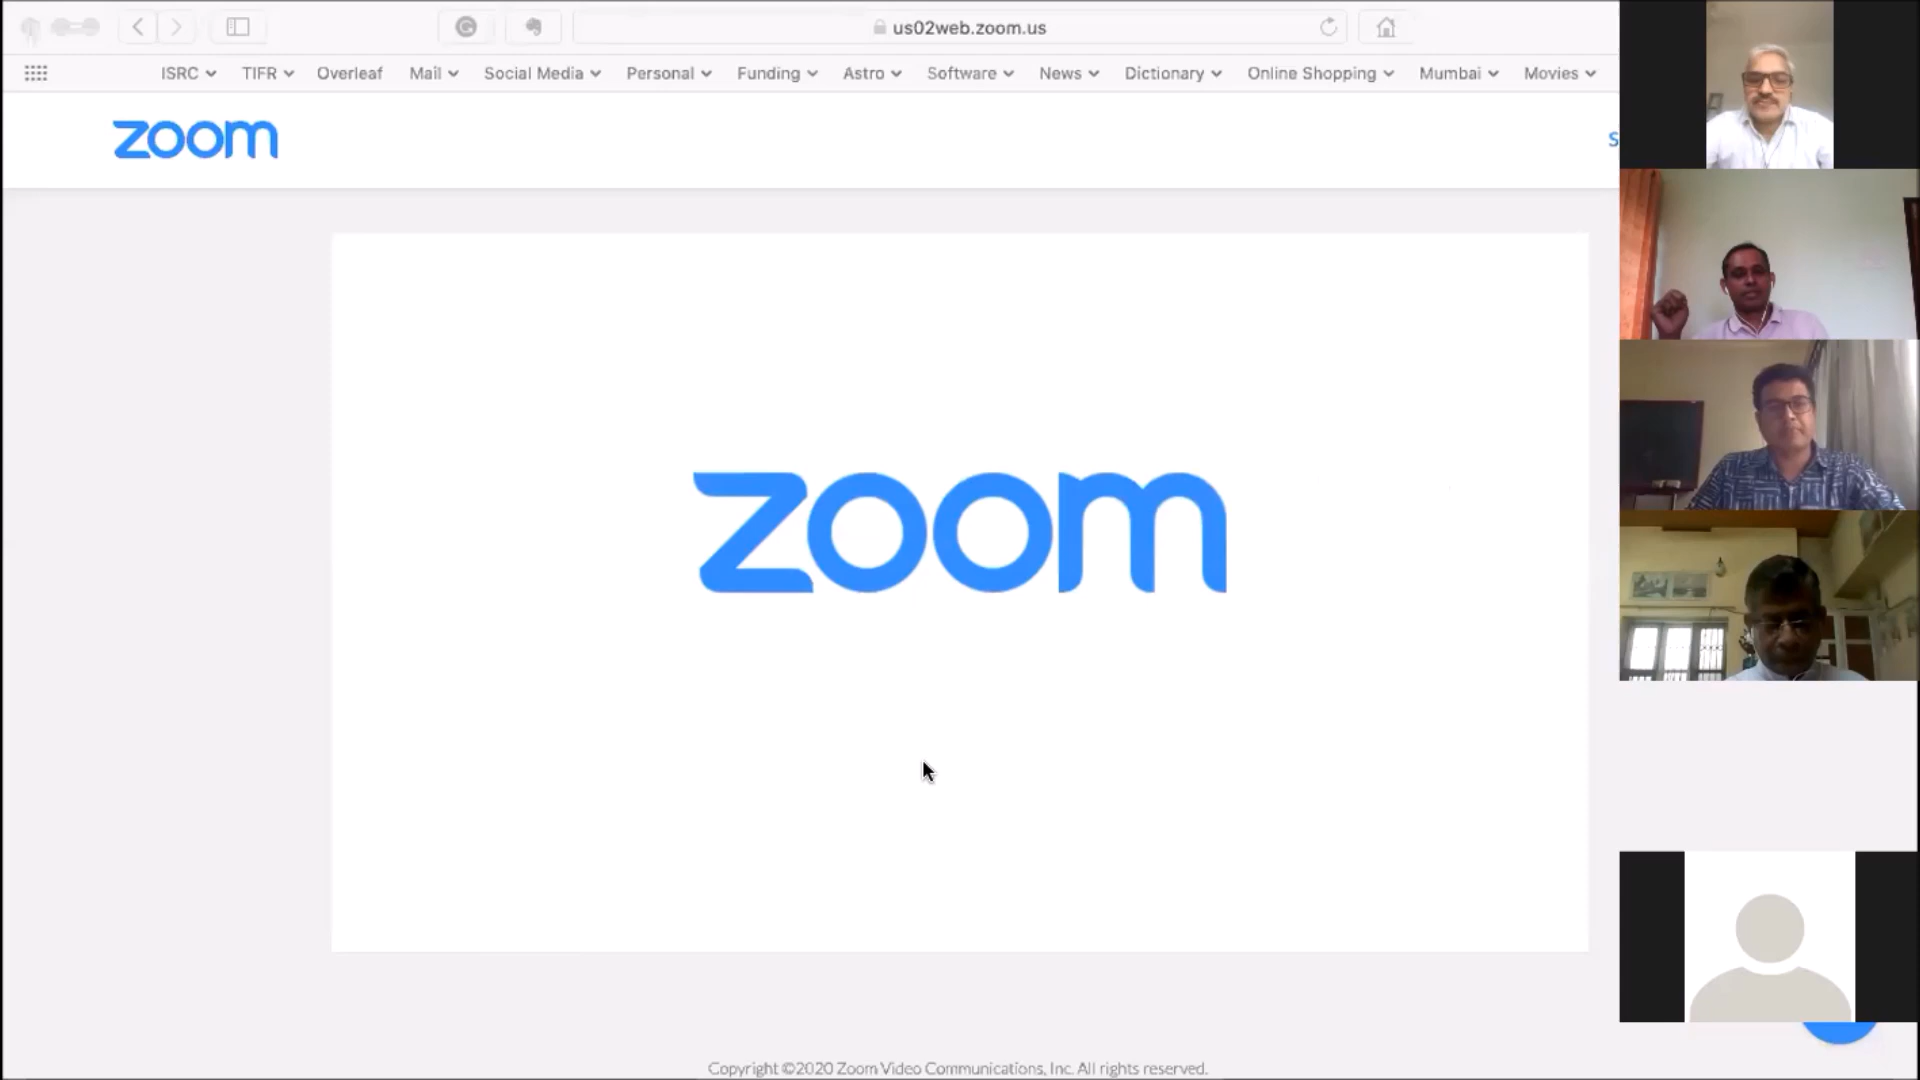 us02web.zoom.us
ISRC TIFR Overleaf Mail Social Media Personal Funding Astro Software News Dictionary Online Shopping Mumbai Movies
zoom
S
zoom
Copyright ©2020 Zoom Video Communications, Inc. All rights reserved.